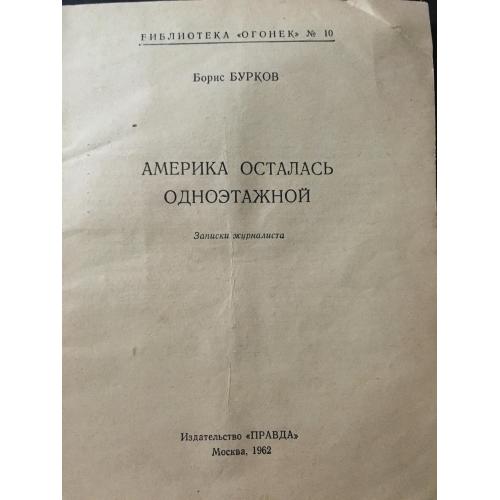 БИБЛИОТЕКА «ОГОНЕК» № 10
Борис БУРКОВ
АМЕРИКА ОСТАЛАСЬ
ОДНОЭТАЖНОЙ
Записки журналиста
Издательство «ПРАВДА»
Москва, 1962